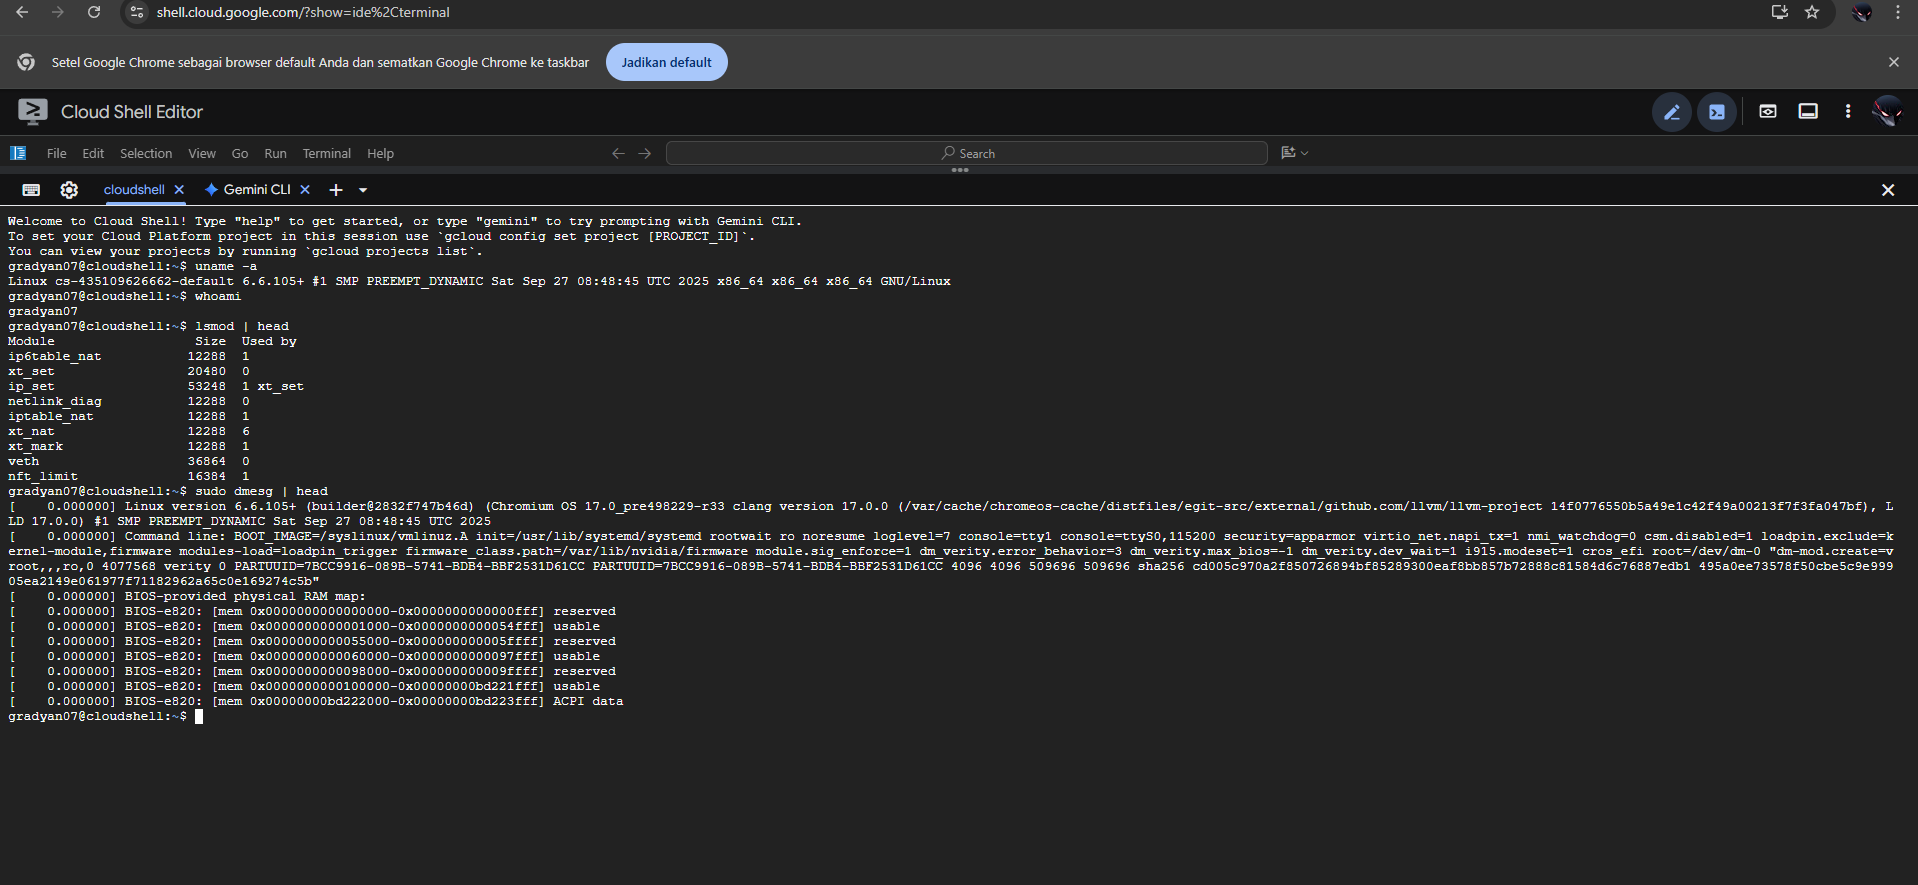 shell.cloud.google.com/?show=ide%2Cterminal
Setel Google Chrome sebagai browser default Anda dan sematkan Google Chrome ke taskbar
Jadikan default
Cloud Shell Editor
File Edit Selection View Go Run Terminal Help
Search
cloudshell
Gemini CLI
Welcome to Cloud Shell! Type "help" to get started, or type "gemini" to try prompting with Gemini CLI.
To set your Cloud Platform project in this session use `gcloud config set project [PROJECT_ID]`.
You can view your projects by running `gcloud projects list`.
gradyan07@cloudshell:~$ uname -a
Linux cs-435109626662-default 6.6.105+ #1 SMP PREEMPT_DYNAMIC Sat Sep 27 08:48:45 UTC 2025 x86_64 x86_64 x86_64 GNU/Linux
gradyan07@cloudshell:~$ whoami
gradyan07
gradyan07@cloudshell:~$ lsmod | head
Module                  Size  Used by
ip6table_nat           12288  1
xt_set                 20480  0
ip_set                 53248  1 xt_set
netlink_diag           12288  0
iptable_nat            12288  1
xt_nat                 12288  6
xt_mark                12288  1
veth                   36864  0
nft_limit              16384  1
gradyan07@cloudshell:~$ sudo dmesg | head
[    0.000000] Linux version 6.6.105+ (builder@2832f747b46d) (Chromium OS 17.0_pre498229-r33 clang version 17.0.0 (/var/cache/chromeos-cache/distfiles/egit-src/external/github.com/llvm/llvm-project 14f0776550b5a49e1c42f49a00213f7f3fa047bf), L
LD 17.0.0) #1 SMP PREEMPT_DYNAMIC Sat Sep 27 08:48:45 UTC 2025
[    0.000000] Command line: BOOT_IMAGE=/syslinux/vmlinuz.A init=/usr/lib/systemd/systemd rootwait ro noresume loglevel=7 console=tty1 console=ttyS0,115200 security=apparmor virtio_net.napi_tx=1 nmi_watchdog=0 csm.disabled=1 loadpin.exclude=k
ernel-module,firmware modules-load=loadpin_trigger firmware_class.path=/var/lib/nvidia/firmware module.sig_enforce=1 dm_verity.error_behavior=3 dm_verity.max_bios=-1 dm_verity.dev_wait=1 i915.modeset=1 cros_efi root=/dev/dm-0 "dm-mod.create=v
root,,,ro,0 4077568 verity 0 PARTUUID=7BCC9916-089B-5741-BDB4-BBF2531D61CC PARTUUID=7BCC9916-089B-5741-BDB4-BBF2531D61CC 4096 4096 509696 509696 sha256 cd005c970a2f850726894bf85289300eaf8bb857b72888c81584d6c76887edb1 495a0ee73578f50cbe5c9e999
05ea2149e061977f71182962a65c0e169274c5b"
[    0.000000] BIOS-provided physical RAM map:
[    0.000000] BIOS-e820: [mem 0x0000000000000000-0x0000000000000fff] reserved
[    0.000000] BIOS-e820: [mem 0x0000000000001000-0x0000000000054fff] usable
[    0.000000] BIOS-e820: [mem 0x0000000000055000-0x000000000005ffff] reserved
[    0.000000] BIOS-e820: [mem 0x0000000000060000-0x0000000000097fff] usable
[    0.000000] BIOS-e820: [mem 0x0000000000098000-0x000000000009ffff] reserved
[    0.000000] BIOS-e820: [mem 0x0000000000100000-0x00000000bd221fff] usable
[    0.000000] BIOS-e820: [mem 0x00000000bd222000-0x00000000bd223fff] ACPI data
gradyan07@cloudshell:~$